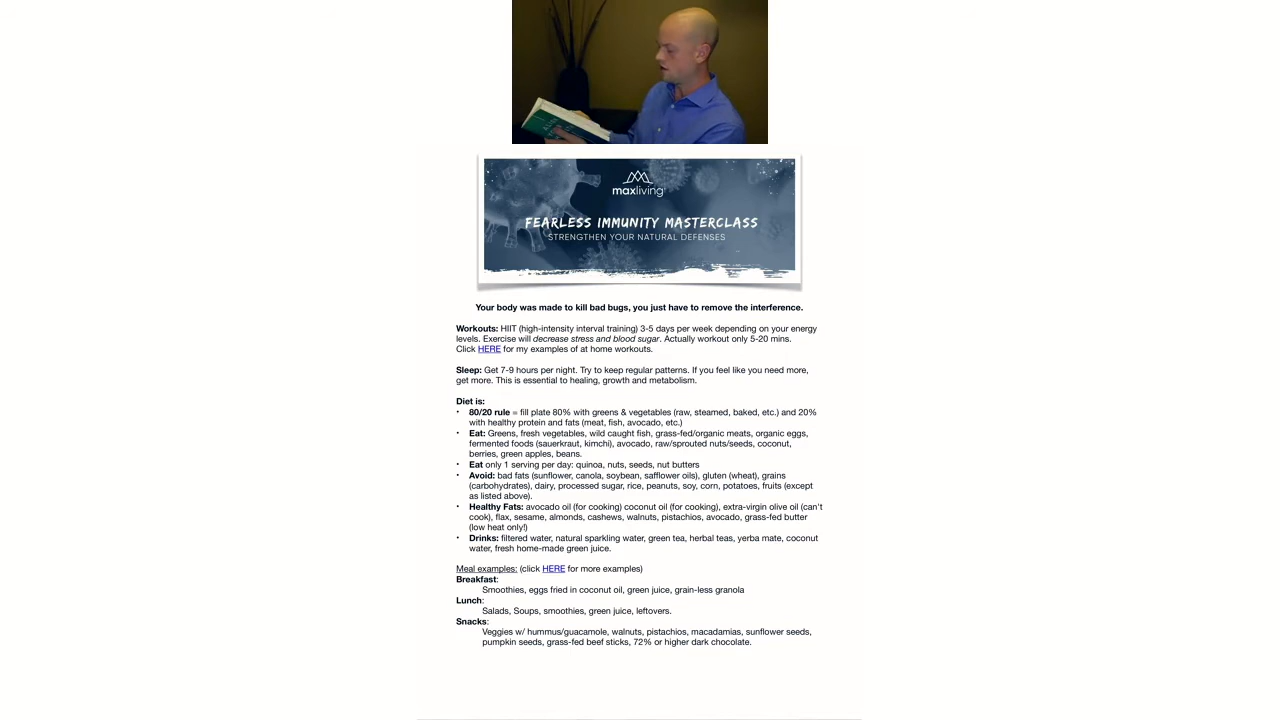 maxliving
FEARLESS IMMUNITY MASTERCLASS
STRENGTHEN YOUR NATURAL DEFENSES
Your body was made to kill bad bugs, you just have to remove the interference.
Workouts: HIIT (high-intensity interval training) 3-5 days per week depending on your energy
levels. Exercise will decrease stress and blood sugar. Actually workout only 5-20 mins.
Click HERE for my examples of at home workouts.
Sleep: Get 7-9 hours per night. Try to keep regular patterns. If you feel like you need more,
get more. This is essential to healing, growth and metabolism.
Diet is:
• 80/20 rule = fill plate 80% with greens & vegetables (raw, steamed, baked, etc.) and 20%
with healthy protein and fats (meat, fish, avocado, etc.)
• Eat: Greens, fresh vegetables, wild caught fish, grass-fed/organic meats, organic eggs,
fermented foods (sauerkraut, kimchi), avocado, raw/sprouted nuts/seeds, coconut,
berries, green apples, beans.
• Eat only 1 serving per day: quinoa, nuts, seeds, nut butters
• Avoid: bad fats (sunflower, canola, soybean, safflower oils), gluten (wheat), grains
(carbohydrates), dairy, processed sugar, rice, peanuts, soy, corn, potatoes, fruits (except
as listed above).
• Healthy Fats: avocado oil (for cooking) coconut oil (for cooking), extra-virgin olive oil (can't
cook), flax, sesame, almonds, cashews, walnuts, pistachios, avocado, grass-fed butter
(low heat only!)
• Drinks: filtered water, natural sparkling water, green tea, herbal teas, yerba mate, coconut
water, fresh home-made green juice.
Meal examples: (click HERE for more examples)
Breakfast:
Smoothies, eggs fried in coconut oil, green juice, grain-less granola
Lunch:
Salads, Soups, smoothies, green juice, leftovers.
Snacks:
Veggies w/ hummus/guacamole, walnuts, pistachios, macadamias, sunflower seeds,
pumpkin seeds, grass-fed beef sticks, 72% or higher dark chocolate.